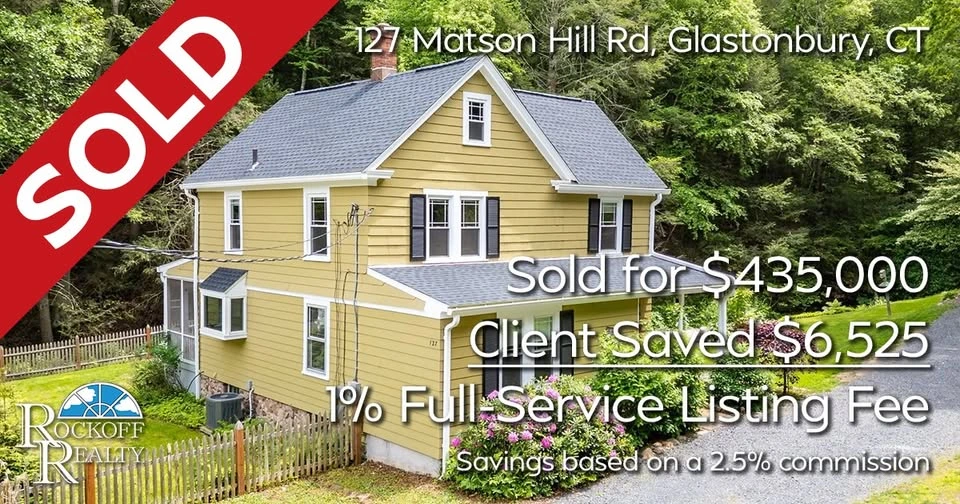 SOLD
127 Matson Hill Rd, Glastonbury, CT
Sold for $435,000
Client Saved $6,525
1% Full-Service Listing Fee
Savings based on a 2.5% commission
ROCKOFF
REALTY
127